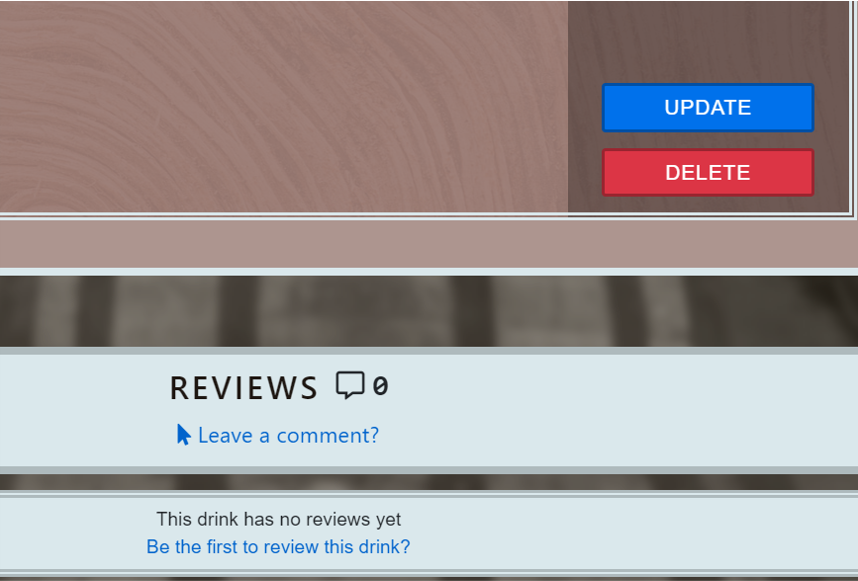 UPDATE
DELETE
REVIEWS 0
Leave a comment?
This drink has no reviews yet
Be the first to review this drink?